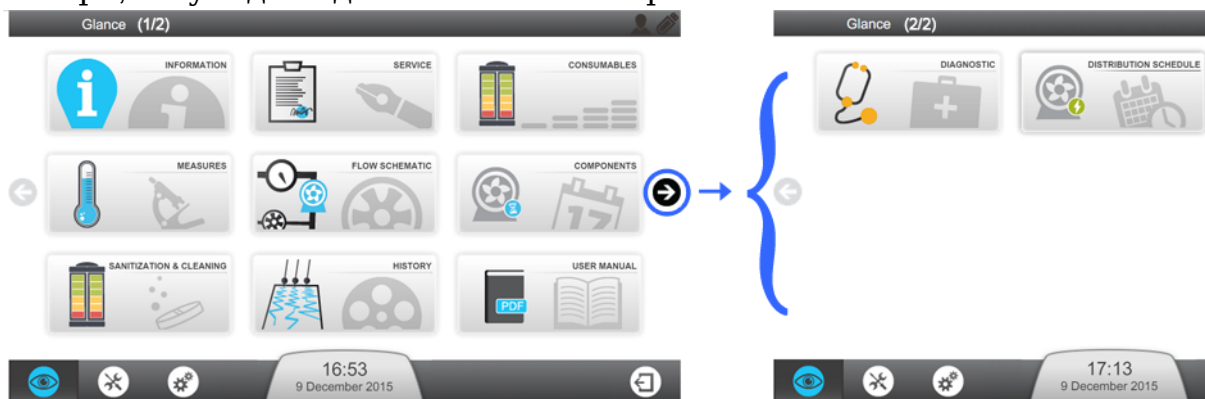 Glance (1/2)
INFORMATION
SERVICE
CONSUMABLES
MEASURES
FLOW SCHEMATIC
COMPONENTS
17
SANITIZATION & CLEANING
HISTORY
USER MANUAL
PDF
16:53
9 December 2015
Glance (2/2)
DIAGNOSTIC
DISTRIBUTION SCHEDULE
17:13
9 December 2015